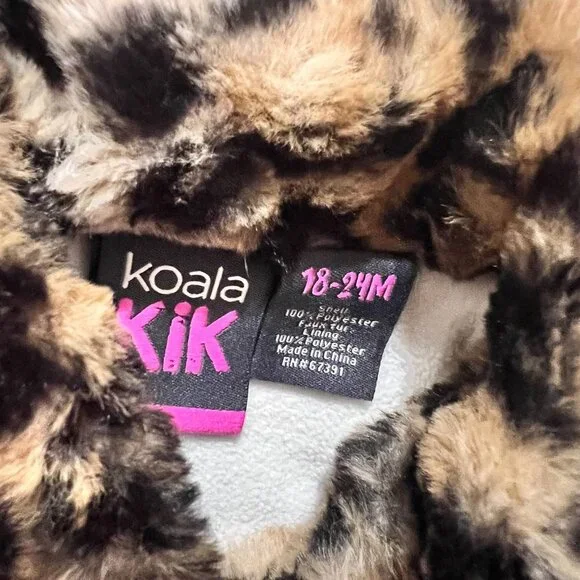 koala
KiK
18-24M
Shell
100% Polyester
Faux fur.
Lining.
100% Polyester
Made in China
RN#67391